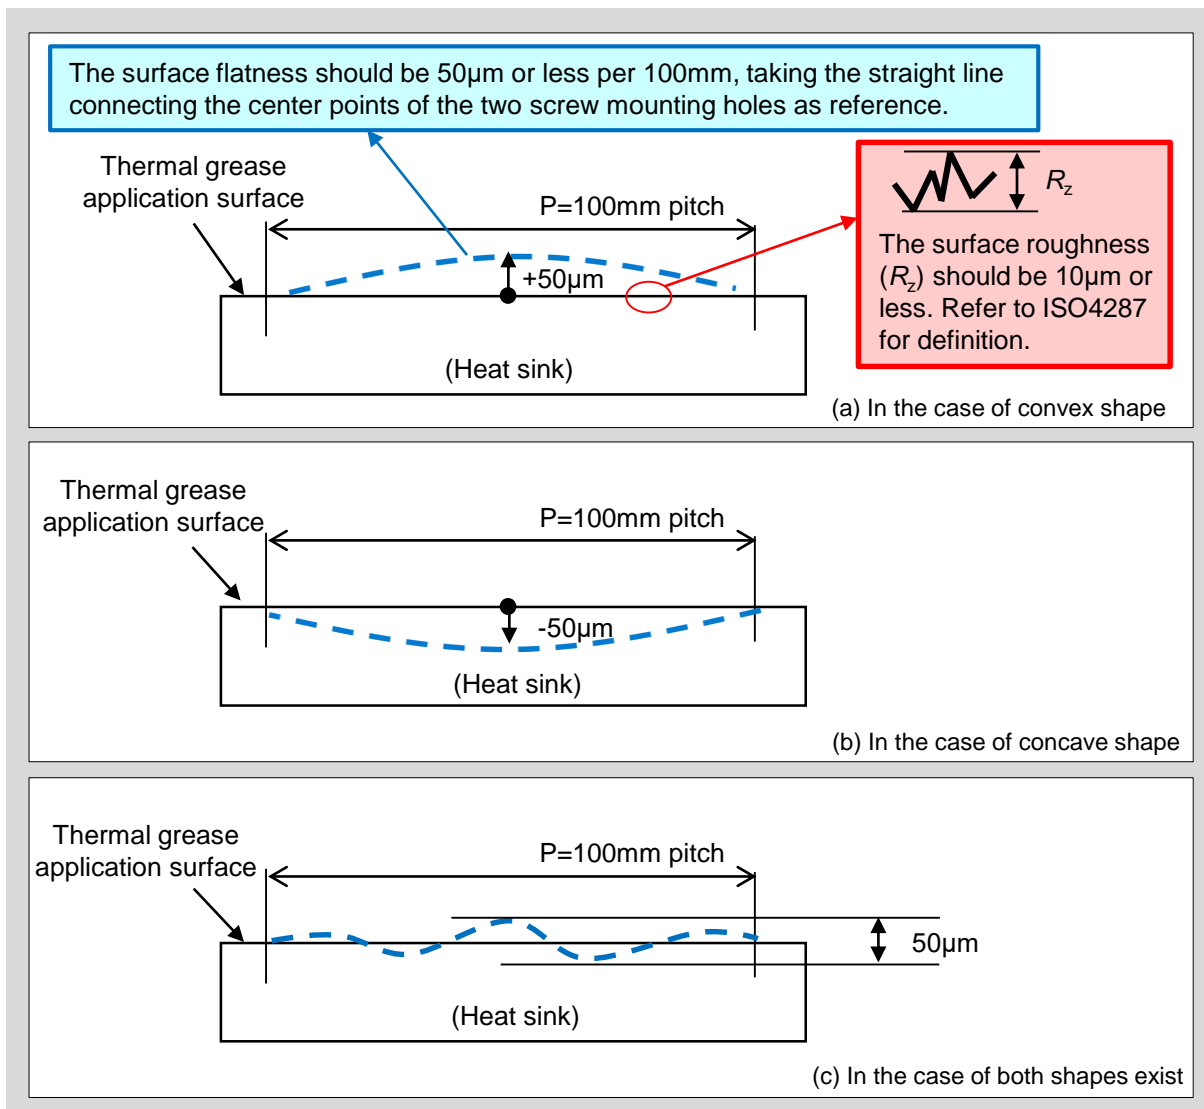 The surface flatness should be 50μm or less per 100mm, taking the straight line
connecting the center points of the two screw mounting holes as reference.
Thermal grease
application surface
P=100mm pitch
+50μm
(Heat sink)
Rz
The surface roughness
(Rz) should be 10μm or
less. Refer to ISO4287
for definition.
(a) In the case of convex shape
Thermal grease
application surface
P=100mm pitch
-50μm
(Heat sink)
(b) In the case of concave shape
Thermal grease
application surface
P=100mm pitch
50μm
(Heat sink)
(c) In the case of both shapes exist